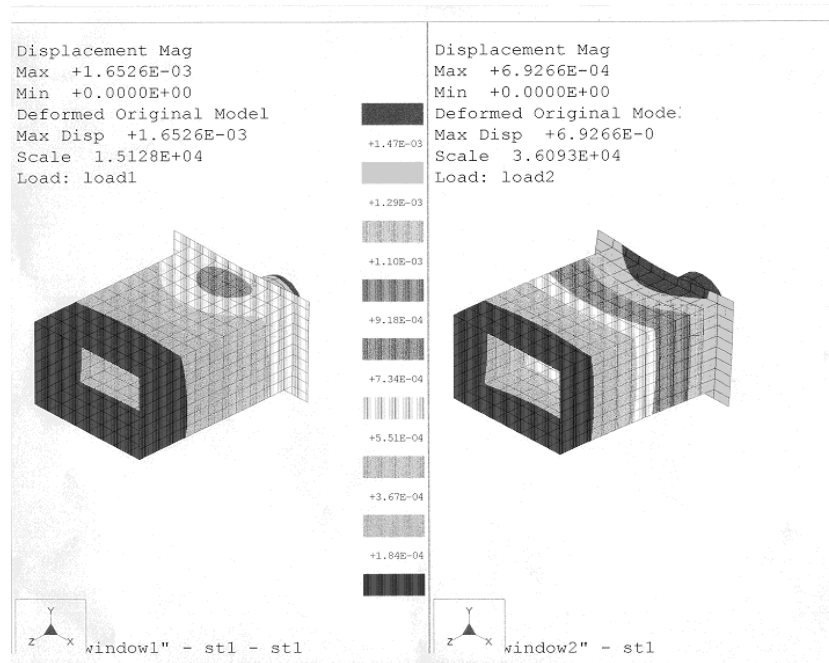 Displacement Mag
Max +1.6526E-03
Min +0.0000E+00
Deformed Original Model
Max Disp +1.6526E-03
Scale 1.5128E+04
Load: load1
+1.47E-03
+1.29E-03
+1.10E-03
+9.18E-04
+7.34E-04
+5.51E-04
+3.67E-04
+1.84E-04
Y
Z
X
window1" - st1 - st1
Displacement Mag
Max +6.9266E-04
Min +0.0000E+00
Deformed Original Model
Max Disp +6.9266E-0
Scale 3.6093E+04
Load: load2
Y
Z
X
window2" - st1